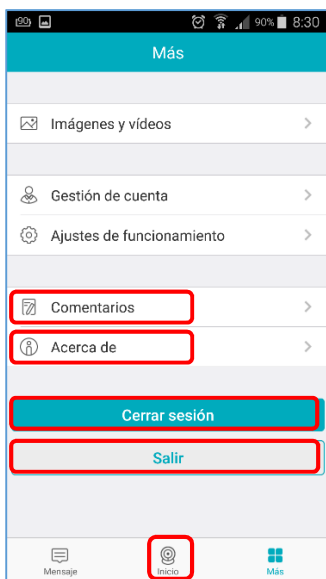 90 90% 8:30
Más
Imágenes y vídeos
Gestión de cuenta
Ajustes de funcionamiento
Comentarios
Acerca de
Cerrar sesión
Salir
Mensaje Inicio Más